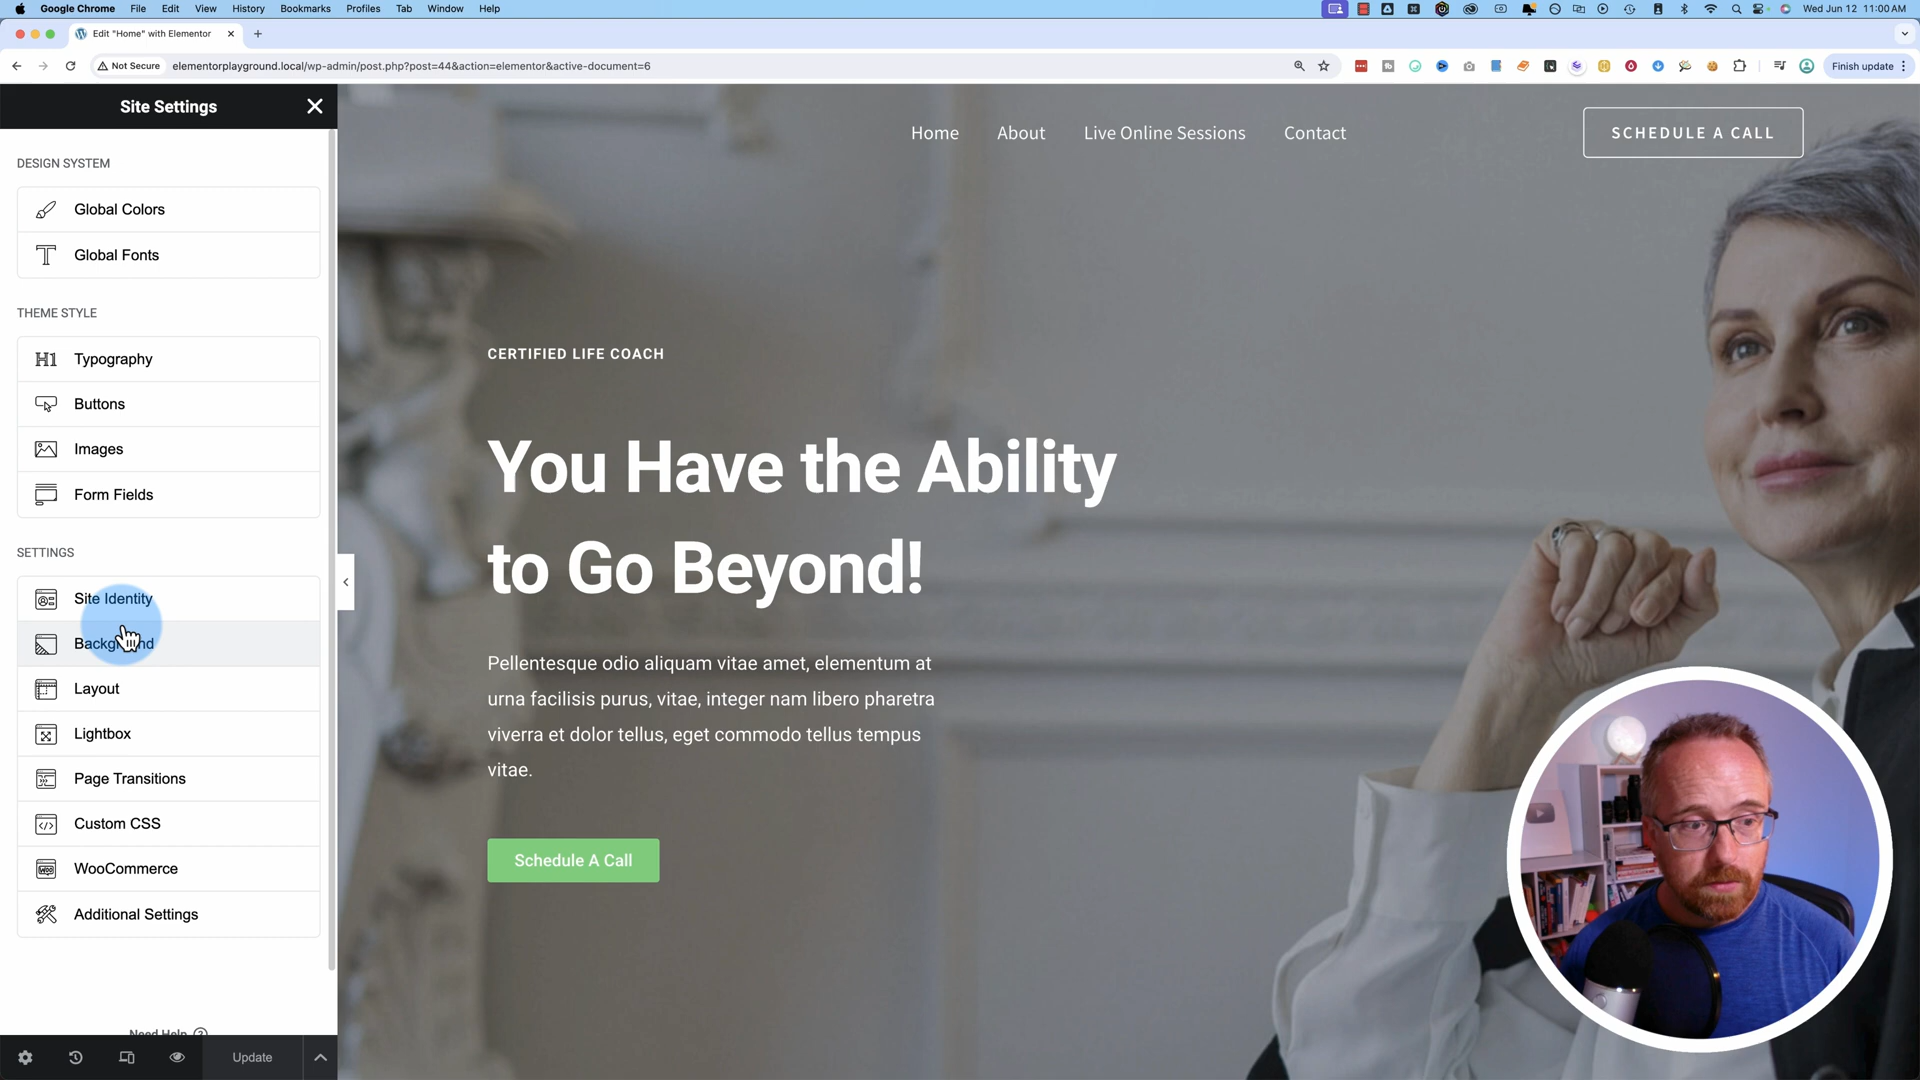 Google Chrome File Edit View History Bookmarks Profiles Tab Window Help Wed Jun 12 11:00 AM
Edit "Home" with Elementor
Not Secure elementorplayground.local/wp-admin/post.php?post=44&action=elementor&active-document=6 Finish update
Site Settings
DESIGN SYSTEM
Global Colors
Global Fonts
THEME STYLE
Typography
Buttons
Images
Form Fields
SETTINGS
Site Identity
Background
Layout
Lightbox
Page Transitions
Custom CSS
WooCommerce
Additional Settings
Need Help
Update
Home About Live Online Sessions Contact SCHEDULE A CALL
CERTIFIED LIFE COACH
You Have the Ability
to Go Beyond!
Pellentesque odio aliquam vitae amet, elementum at
urna facilisis purus, vitae, integer nam libero pharetra
viverra et dolor tellus, eget commodo tellus tempus
vitae.
Schedule A Call